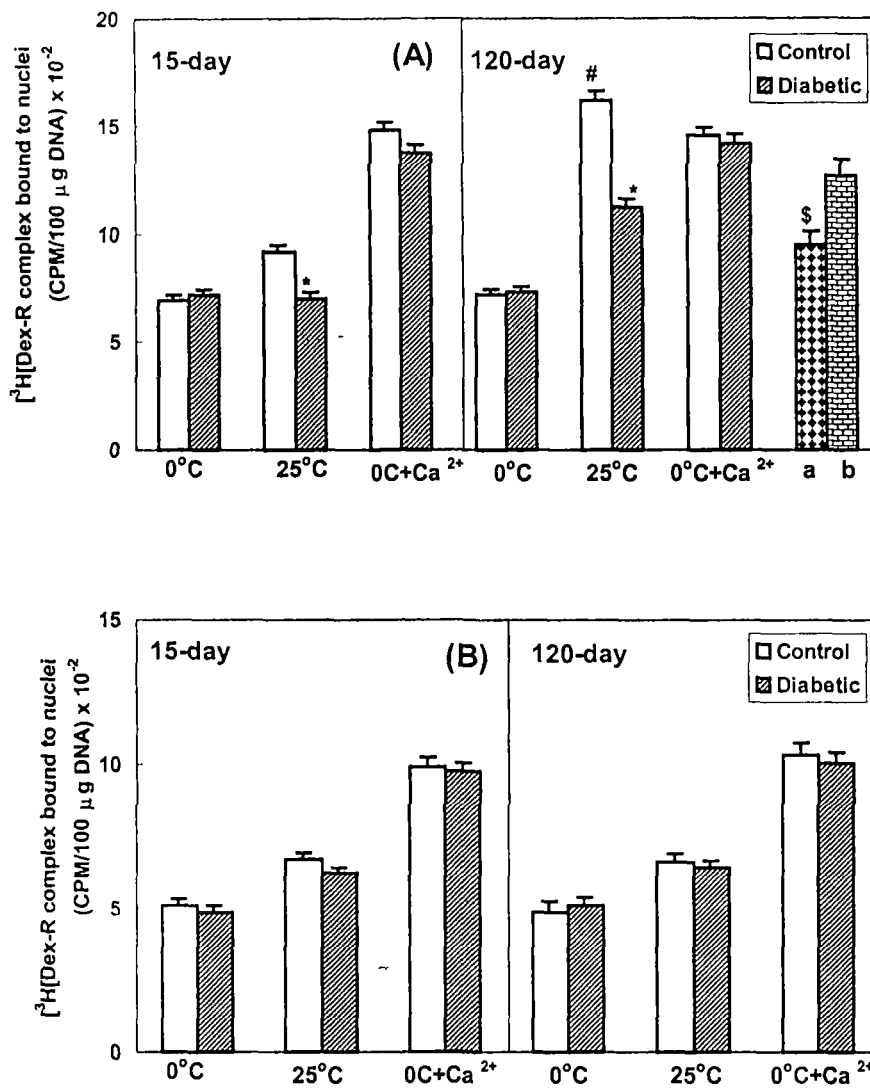 20
15
10
5
0
[³H[Dex-R complex bound to nuclei
(CPM/100 μg DNA) x 10⁻²
15-day
(A)
120-day
Control
Diabetic
*
#
*
$
0°C
25°C
0C+Ca ²⁺
0°C
25°C
0°C+Ca ²⁺
a
b
15
10
5
0
[³H[Dex-R complex bound to nuclei
(CPM/100 μg DNA) x 10⁻²
15-day
(B)
120-day
Control
Diabetic
0°C
25°C
0C+Ca ²⁺
0°C
25°C
0°C+Ca ²⁺